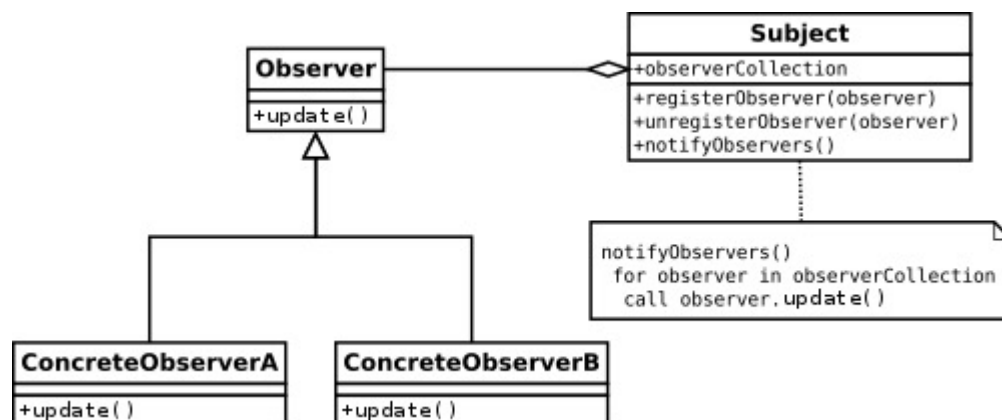 Observer
+update()
Subject
+observerCollection
+registerObserver(observer)
+unregisterObserver(observer)
+notifyObservers()
notifyObservers()
for observer in observerCollection
call observer.update()
ConcreteObserverA
+update()
ConcreteObserverB
+update()